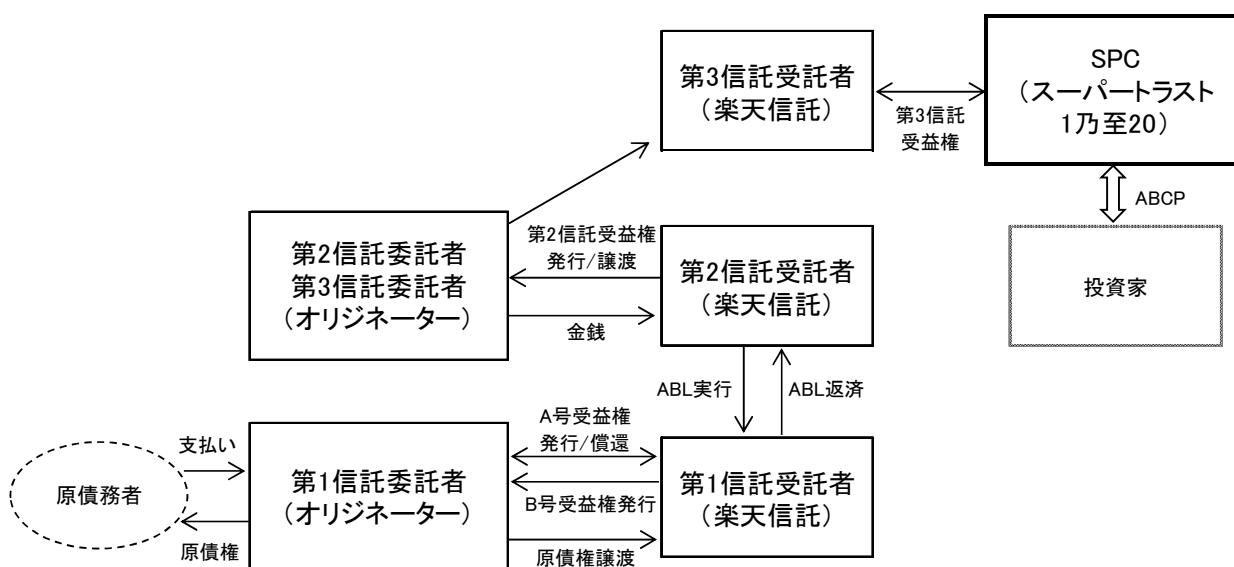 第3信託受託者
（楽天信託）
第3信託
受益権
SPC
（スーパートラスト
1乃至20）
ABCP
投資家
第2信託委託者
第3信託委託者
（オリジネーター）
第2信託受益権
発行/譲渡
金銭
第2信託受託者
（楽天信託）
ABL実行
ABL返済
原債務者
支払い
原債権
第1信託委託者
（オリジネーター）
A号受益権
発行/償還
B号受益権発行
原債権譲渡
第1信託受託者
（楽天信託）